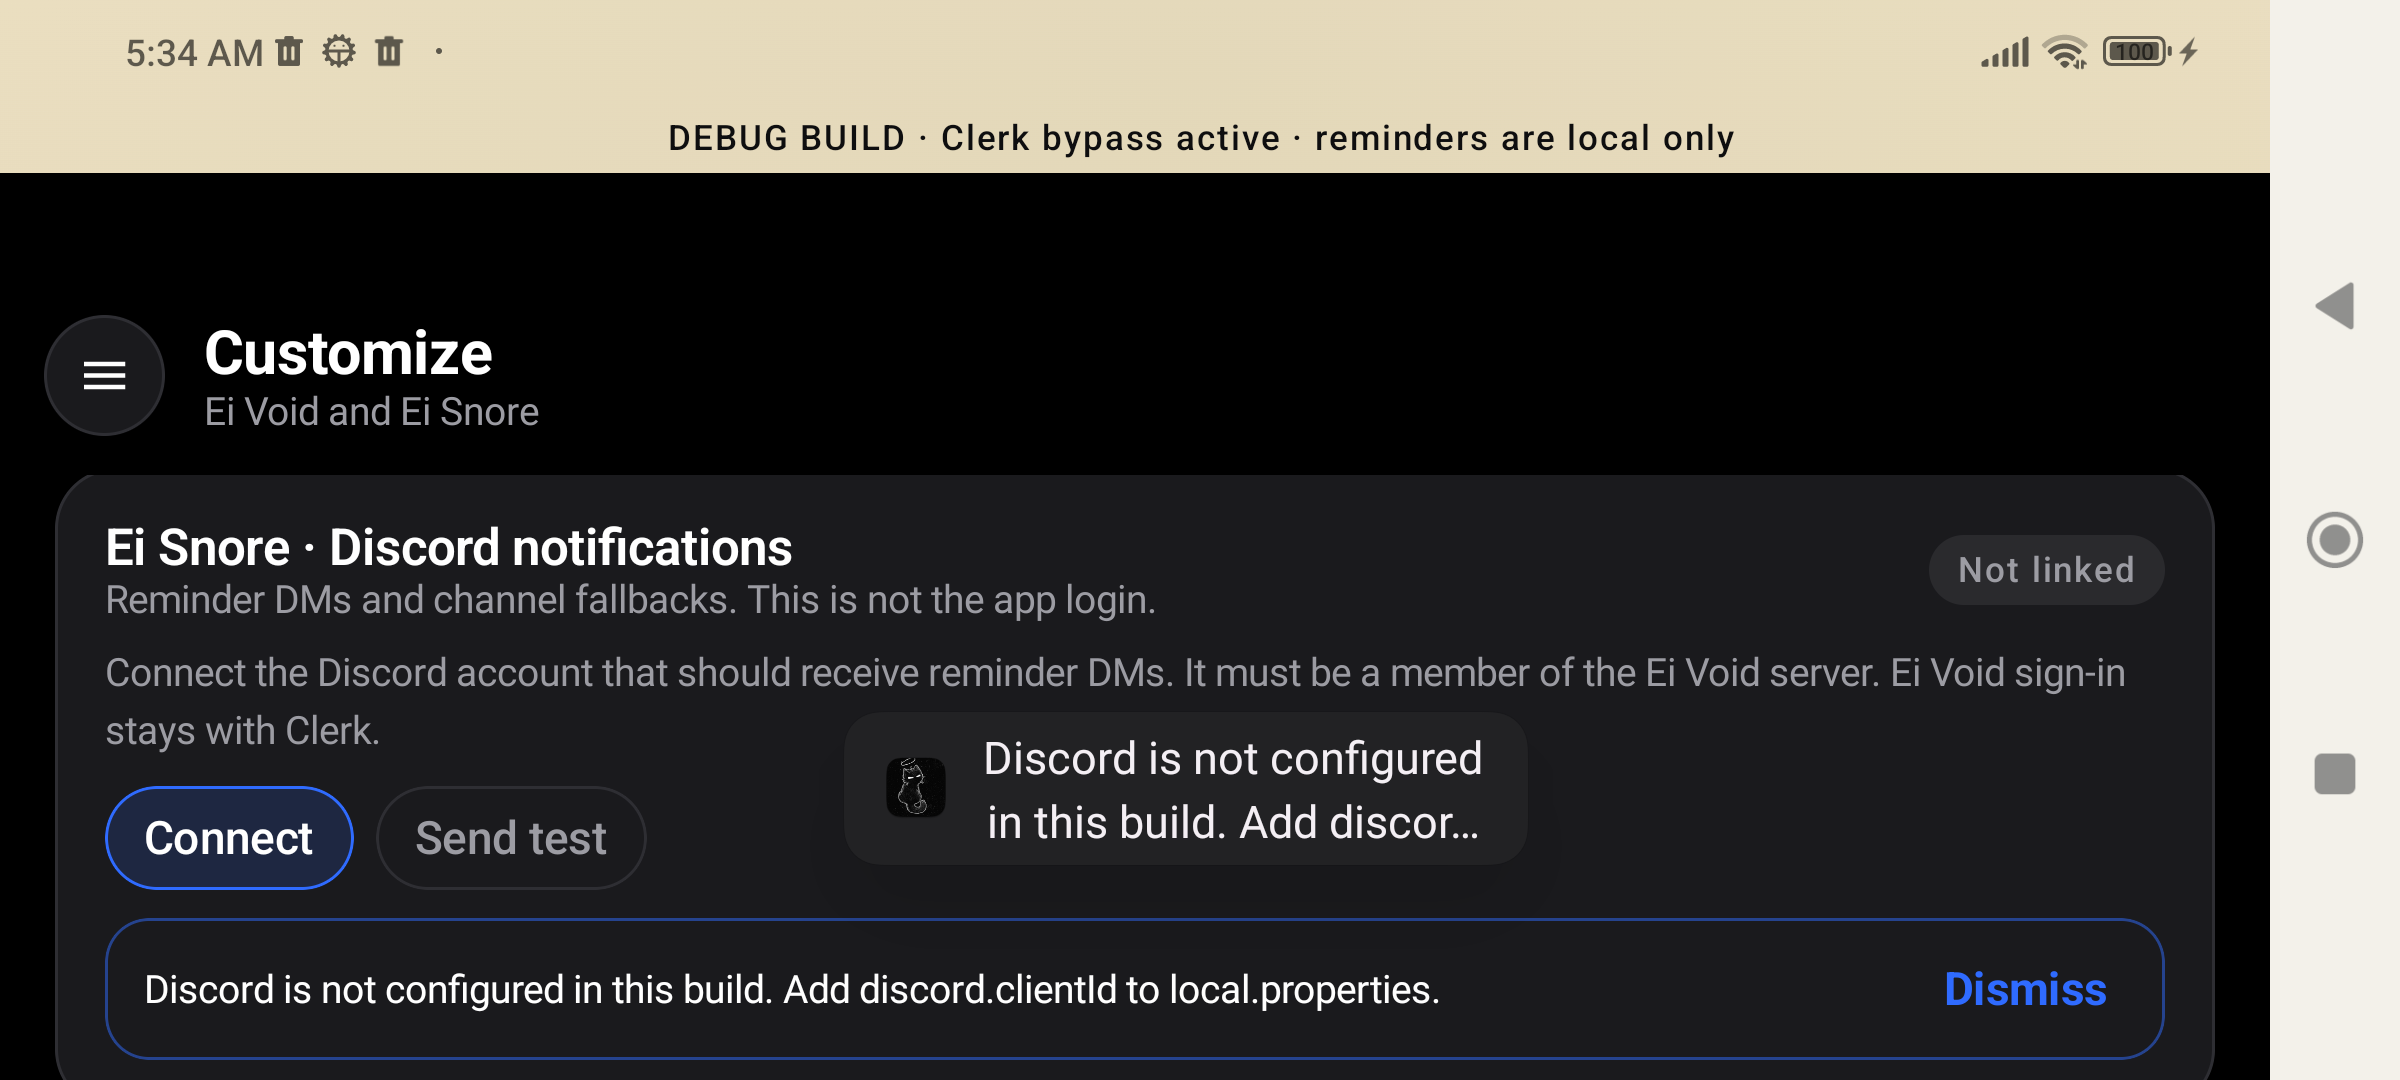 5:34 AM
100
DEBUG BUILD · Clerk bypass active · reminders are local only
Customize
Ei Void and Ei Snore
Ei Snore · Discord notifications
Not linked
Reminder DMs and channel fallbacks. This is not the app login.
Connect the Discord account that should receive reminder DMs. It must be a member of the Ei Void server. Ei Void sign-in
stays with Clerk.
Discord is not configured
in this build. Add discor...
Connect
Send test
Discord is not configured in this build. Add discord.clientId to local.properties.
Dismiss